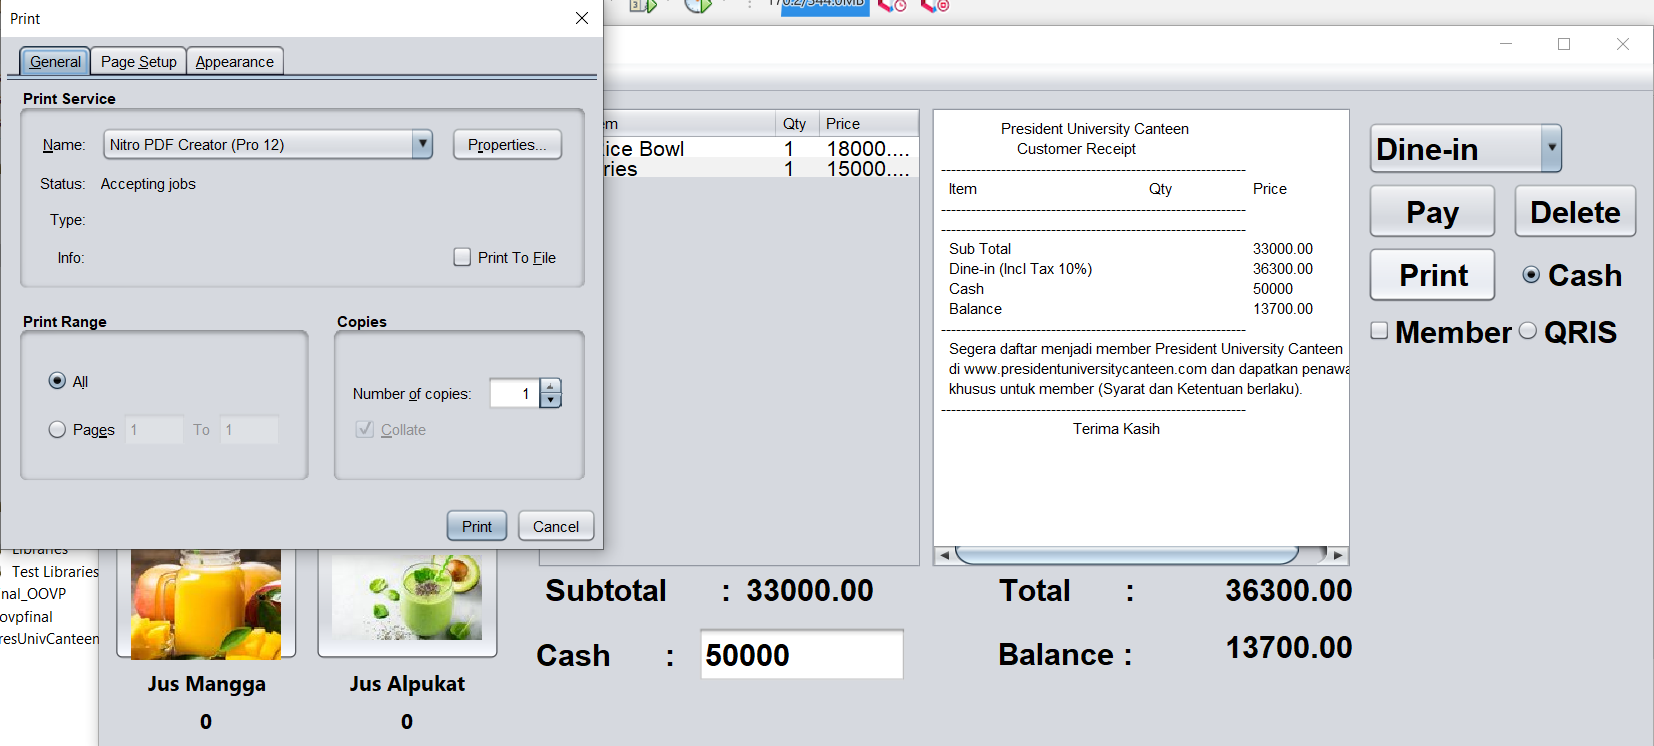 Print
General Page Setup Appearance
Print Service
Name: Nitro PDF Creator (Pro 12) Properties...
Status: Accepting jobs
Type:
Info:
Print To File
Print Range
All
Pages 1 To 1
Copies
Number of copies: 1
Collate
Print Cancel
Qty Price
ice Bowl 1 18000....
ries 1 15000....
President University Canteen
Customer Receipt
------------------------------------------------------------
Item Qty Price
------------------------------------------------------------
------------------------------------------------------------
Sub Total 33000.00
Dine-in (Incl Tax 10%) 36300.00
Cash 50000
Balance 13700.00
------------------------------------------------------------
Segera daftar menjadi member President University Canteen
di www.presidentuniversitycanteen.com dan dapatkan penawa
khusus untuk member (Syarat dan Ketentuan berlaku).
------------------------------------------------------------
Terima Kasih
Dine-in
Pay Delete
Print Cash
Member QRIS
Libraries
Test Libraries
nal_OOVP
ovpfinal
resUnivCanteen
Jus Mangga
0
Jus Alpukat
0
Subtotal : 33000.00
Cash : 50000
Total : 36300.00
Balance : 13700.00